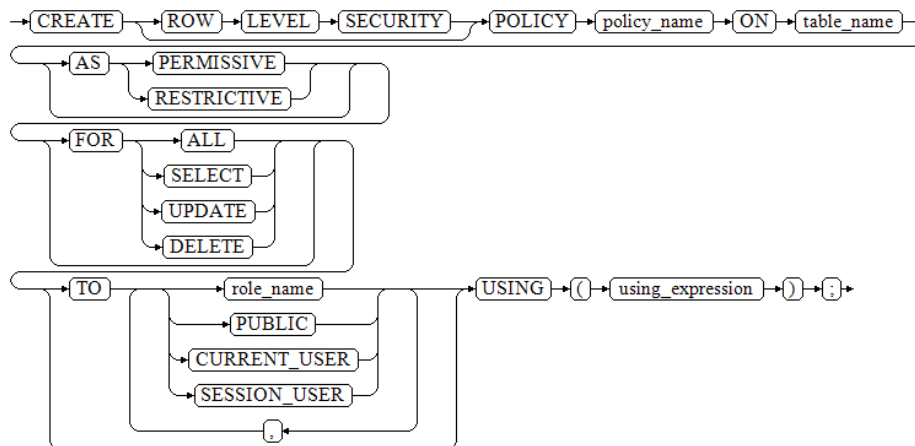 CREATE ROW LEVEL SECURITY POLICY policy_name ON table_name
AS PERMISSIVE
RESTRICTIVE
FOR ALL
SELECT
UPDATE
DELETE
TO role_name USING ( using_expression ) ;
PUBLIC
CURRENT_USER
SESSION_USER
,